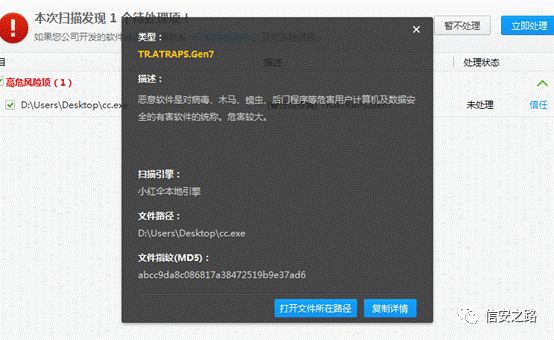 本次扫描发现 1 个待处理项！
如果您公司开发的软件
暂不处理
立即处理
描述
处理状态
高危风险项（1）
D:\Users\Desktop\cc.exe
未处理
信任
类型：
TR.ATRAPS.Gen7
描述：
恶意软件是对病毒、木马、蠕虫、后门程序等危害用户计算机及数据安
全的有害软件的统称。危害较大。
扫描引擎：
小红伞本地引擎
文件路径：
D:\Users\Desktop\cc.exe
文件指纹(MD5)：
abcc9da8c086817a38472519b9e37ad6
打开文件所在路径
复制详情
信安之路